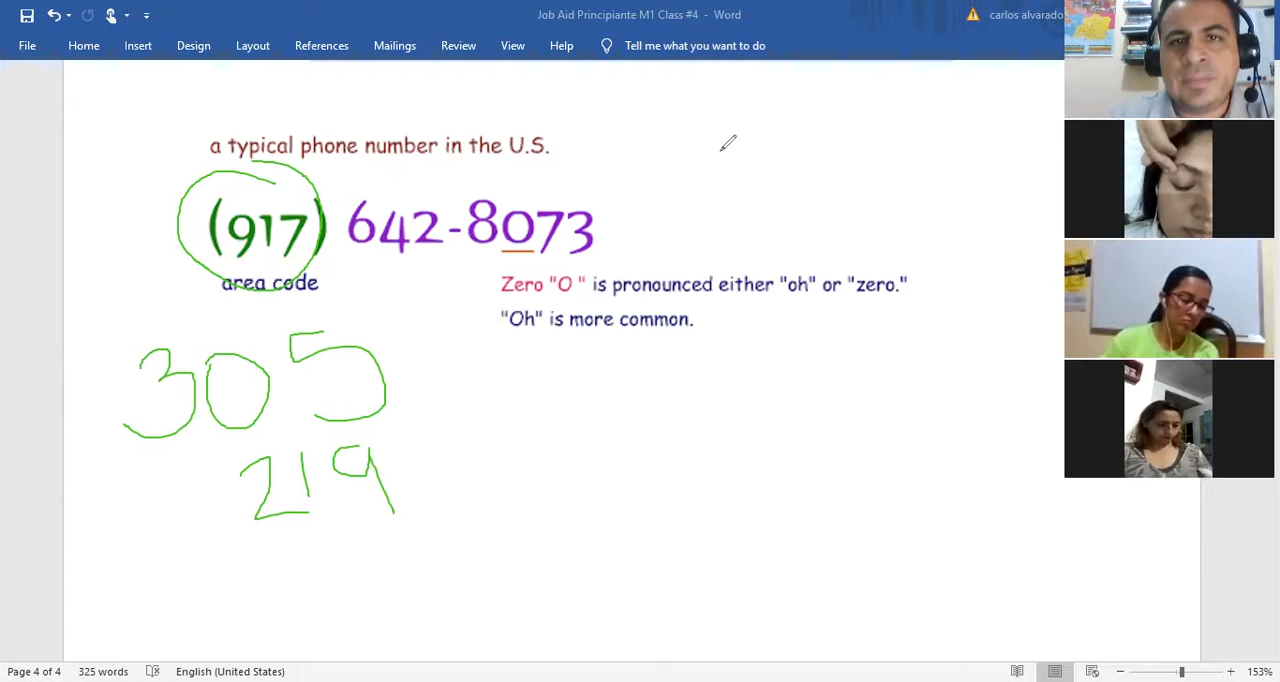 Job Aid Principiante M1 Class #4 - Word
carlos alvarado
File Home Insert Design Layout References Mailings Review View Help Tell me what you want to do
a typical phone number in the U.S.
(917) 642-8073
area code
Zero "O " is pronounced either "oh" or "zero."
"Oh" is more common.
305
219
Page 4 of 4 325 words English (United States) 153%